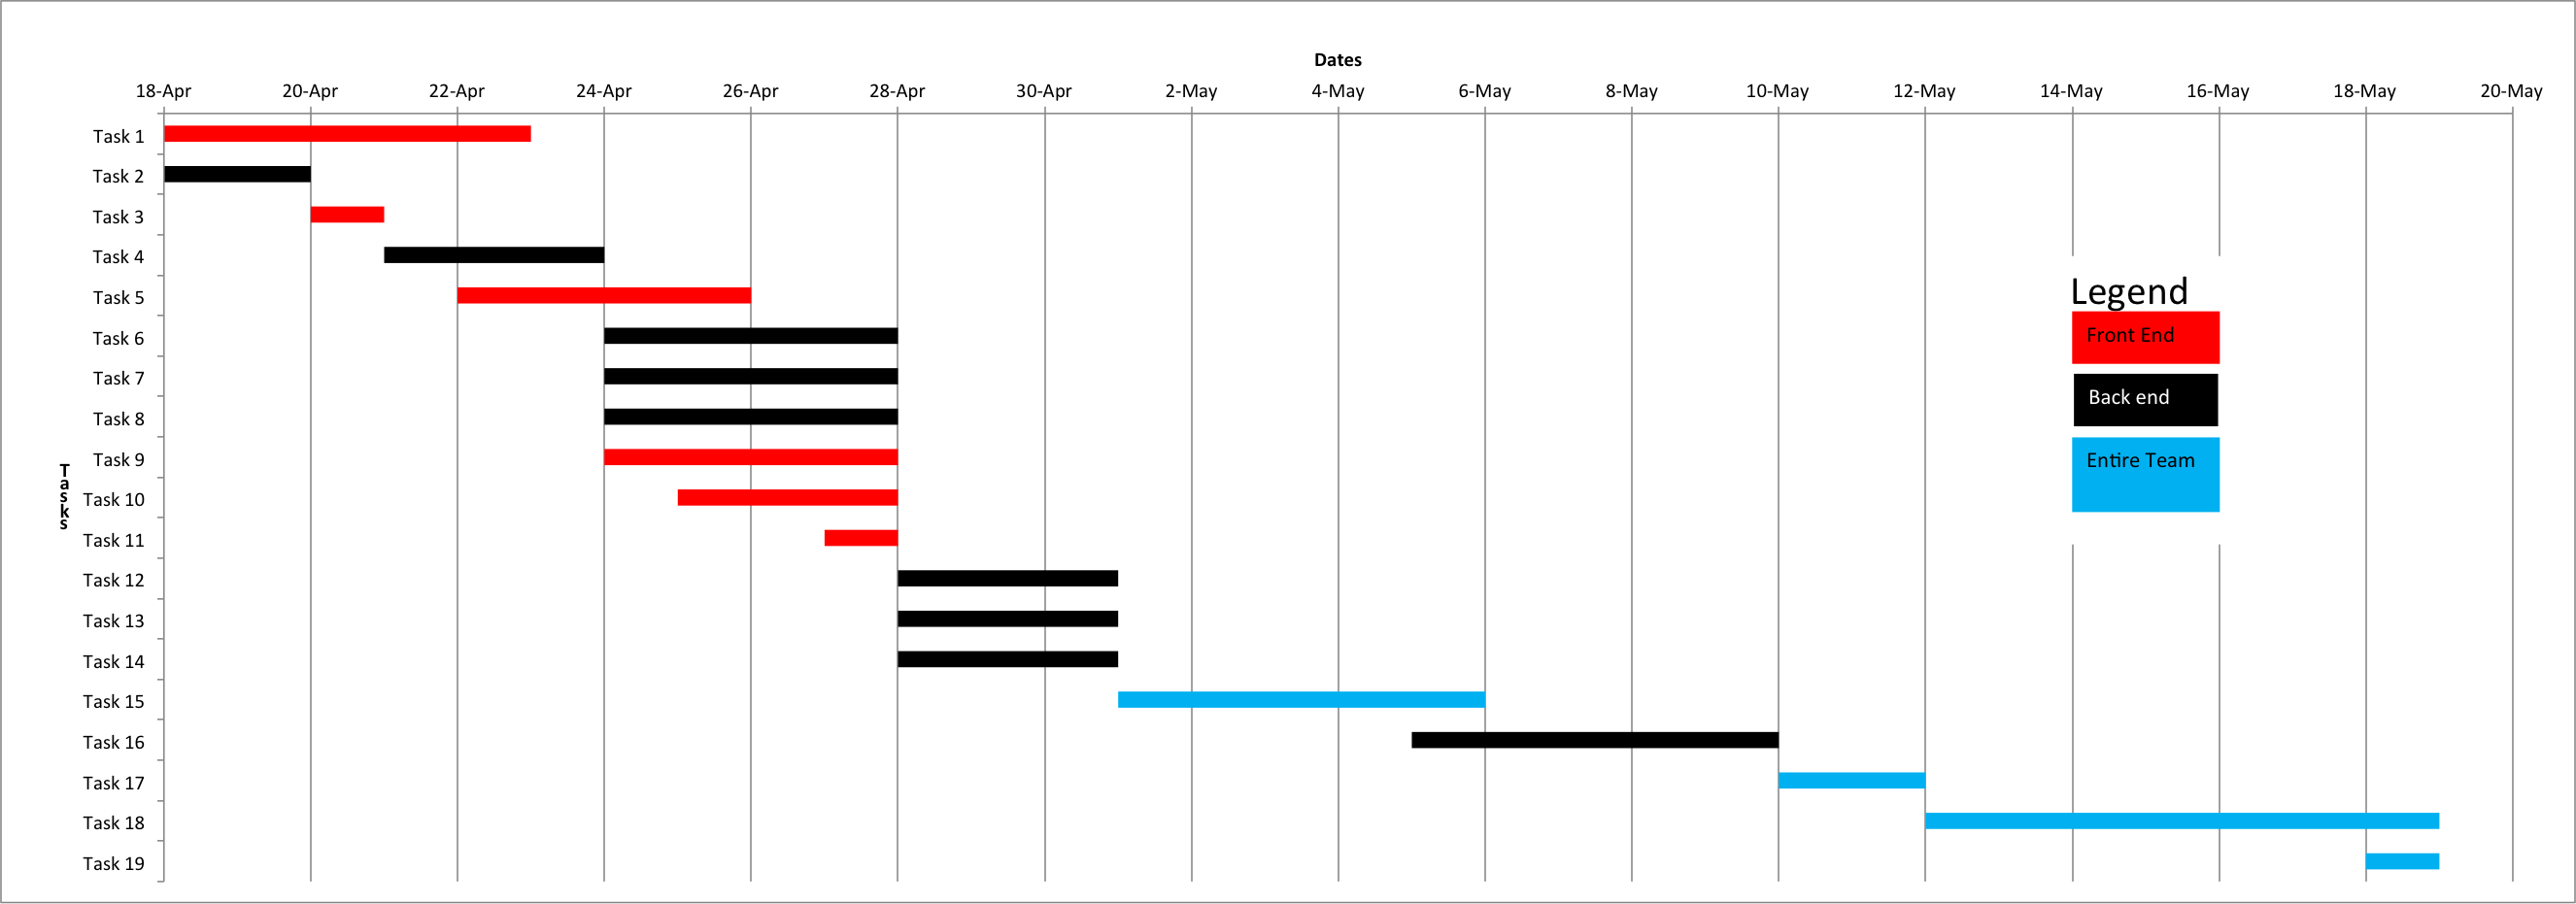 Dates
18-Apr 20-Apr 22-Apr 24-Apr 26-Apr 28-Apr 30-Apr 2-May 4-May 6-May 8-May 10-May 12-May 14-May 16-May 18-May 20-May
Tasks
Task 1
Task 2
Task 3
Task 4
Task 5
Task 6
Task 7
Task 8
Task 9
Task 10
Task 11
Task 12
Task 13
Task 14
Task 15
Task 16
Task 17
Task 18
Task 19
Legend
Front End
Back end
Entire Team